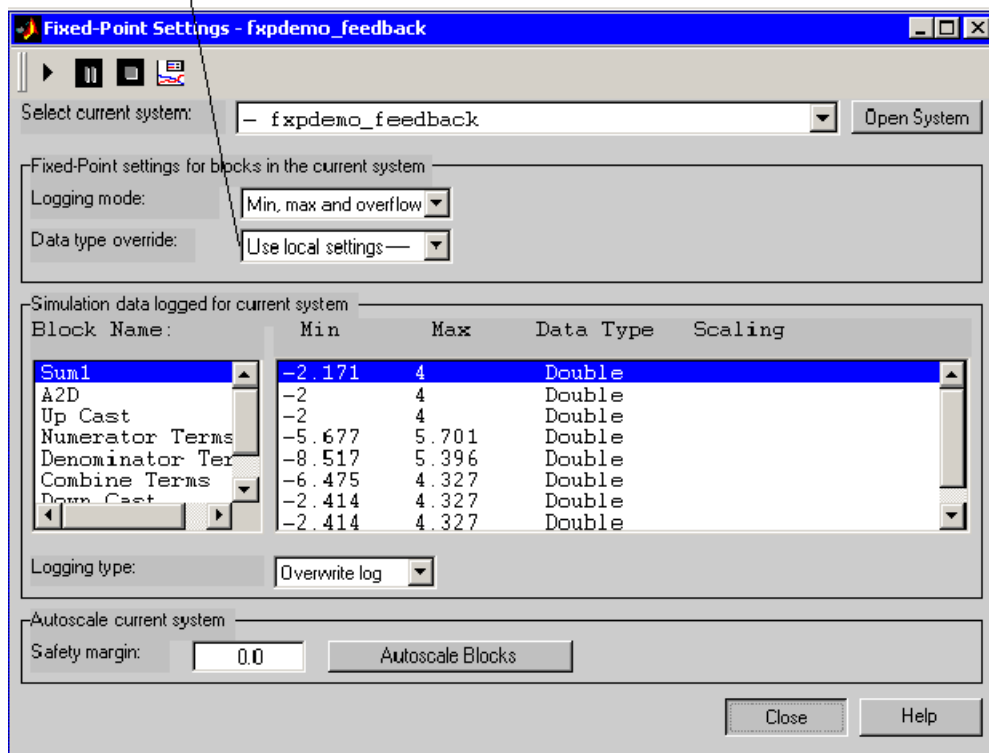 Fixed-Point Settings - fxpdemo_feedback
Select current system: - fxpdemo_feedback Open System
Fixed-Point settings for blocks in the current system
Logging mode: Min, max and overflow
Data type override: Use local settings
Simulation data logged for current system
Block Name: Min Max Data Type Scaling
Sum1 -2.171 4 Double
A2D -2 4 Double
Up Cast -2 4 Double
Numerator Terms -5.677 5.701 Double
Denominator Ter -8.517 5.396 Double
Combine Terms -6.475 4.327 Double
Down Cast -2.414 4.327 Double
-2.414 4.327 Double
Logging type: Overwrite log
Autoscale current system
Safety margin: 0.0 Autoscale Blocks
Close Help